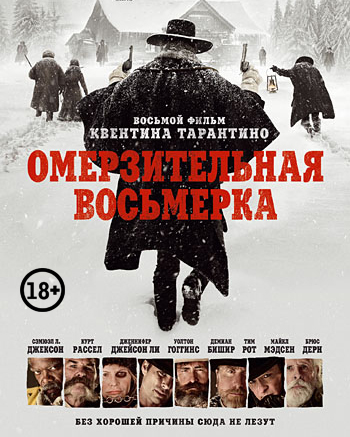 ВОСЬМОЙ ФИЛЬМ
КВЕНТИНА ТАРАНТИНО
ОМЕРЗИТЕЛЬНАЯ
ВОСЬМЕРКА
18+
СЭМЮЭЛ Л. ДЖЕКСОН
КУРТ РАССЕЛ
ДЖЕННИФЕР ДЖЕЙСОН ЛИ
УОЛТОН ГОГГИНС
ДЕМИАН БИШИР
ТИМ РОТ
МАЙКЛ МЭДСЕН
БРЮС ДЕРН
БЕЗ ХОРОШЕЙ ПРИЧИНЫ СЮДА НЕ ЛЕЗУТ